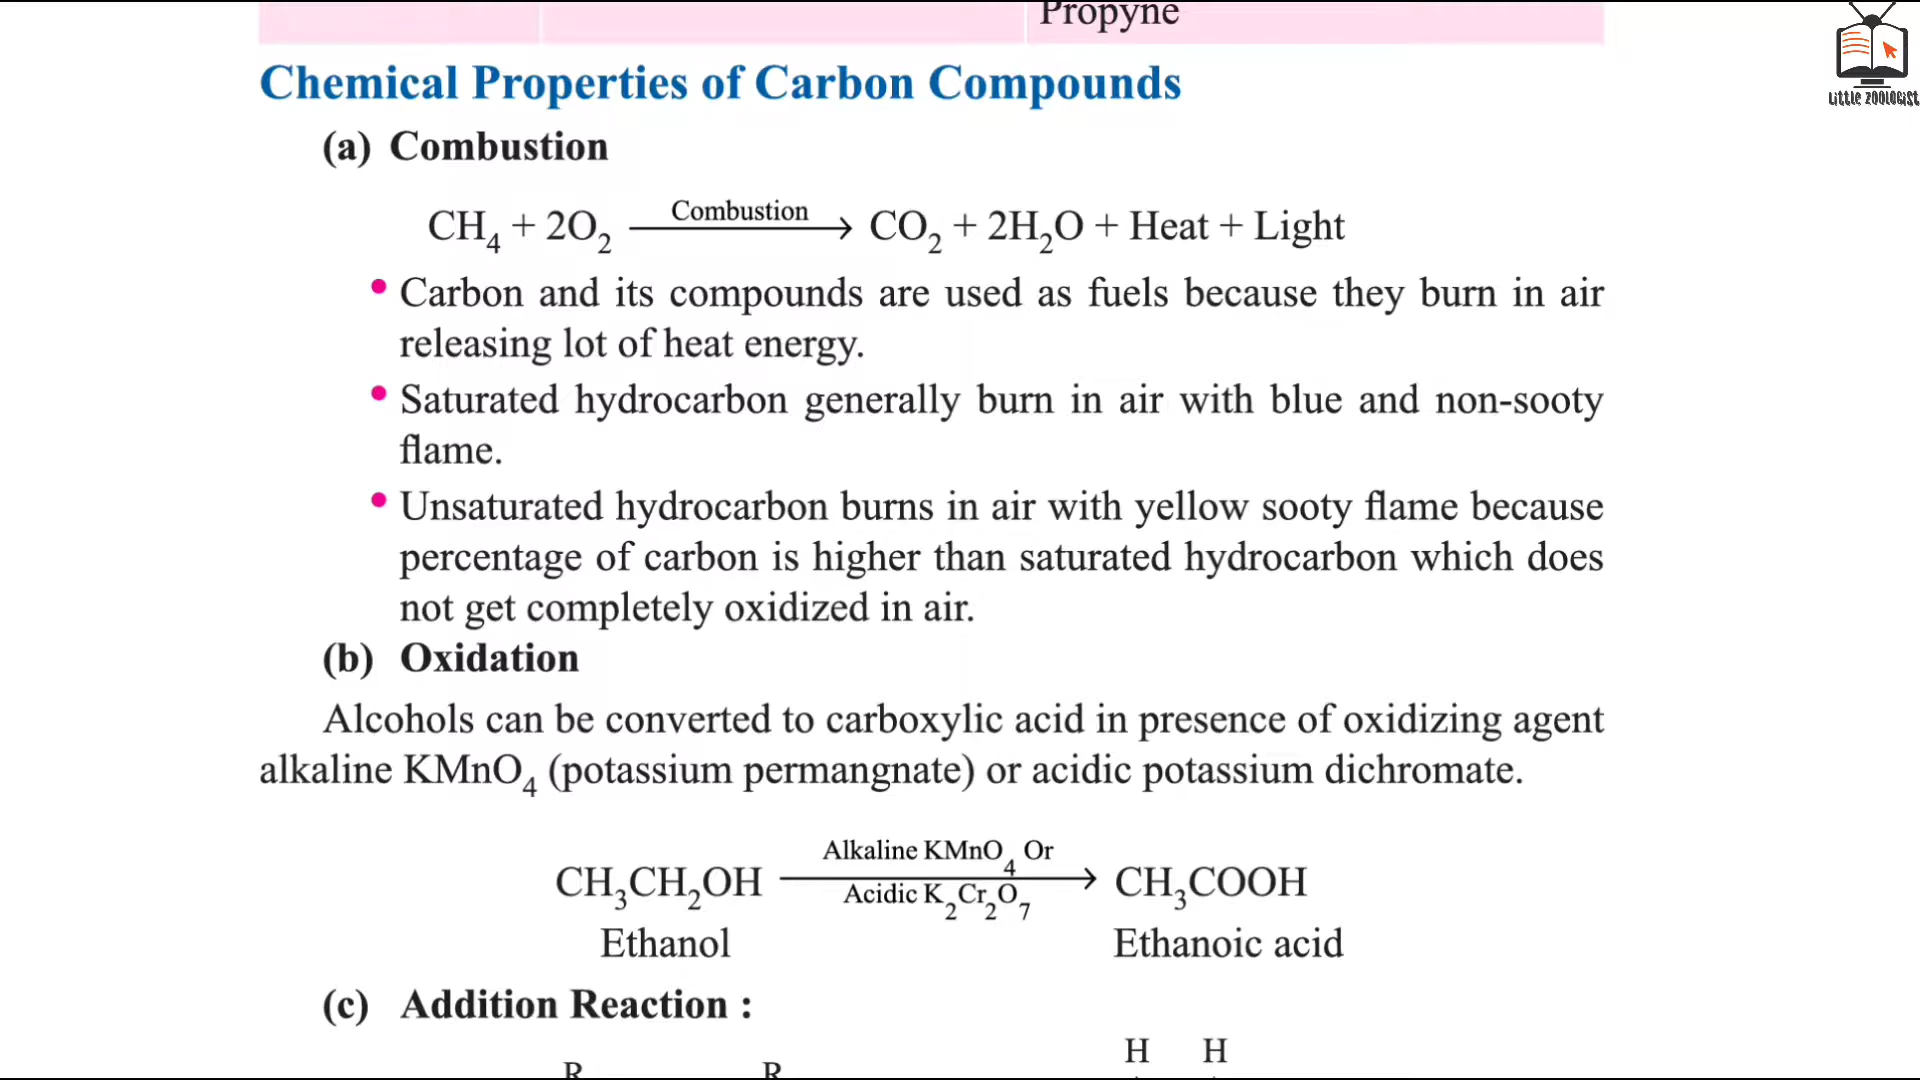 Propyne
LittLe ZOOLOGiST
Chemical Properties of Carbon Compounds
(a) Combustion
CH₄ + 2O₂ Combustion → CO₂ + 2H₂O + Heat + Light
• Carbon and its compounds are used as fuels because they burn in air
releasing lot of heat energy.
• Saturated hydrocarbon generally burn in air with blue and non-sooty
flame.
• Unsaturated hydrocarbon burns in air with yellow sooty flame because
percentage of carbon is higher than saturated hydrocarbon which does
not get completely oxidized in air.
(b) Oxidation
Alcohols can be converted to carboxylic acid in presence of oxidizing agent
alkaline KMnO₄ (potassium permangnate) or acidic potassium dichromate.
Alkaline KMnO₄ Or
CH₃CH₂OH → CH₃COOH
Acidic K₂Cr₂O₇
Ethanol Ethanoic acid
(c) Addition Reaction :
H H
R R